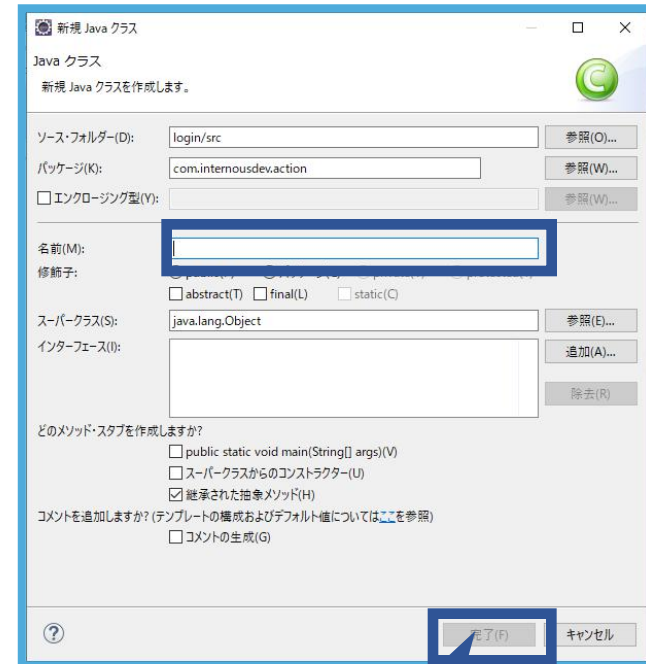 新規 Java クラス
Java クラス
新規 Java クラスを作成します。
ソース・フォルダー(D): login/src 参照(O)...
パッケージ(K): com.internousdev.action 参照(W)...
エンクロージング型(Y): 参照(W)...
名前(M):
修飾子:
abstract(T) final(L) static(C)
スーパークラス(S): java.lang.Object 参照(E)...
インターフェース(I): 追加(A)...
除去(R)
どのメソッド・スタブを作成しますか?
public static void main(String[] args)(V)
スーパークラスからのコンストラクター(U)
継承された抽象メソッド(H)
コメントを追加しますか? (テンプレートの構成およびデフォルト値についてはここを参照)
コメントの生成(G)
完了(F) キャンセル